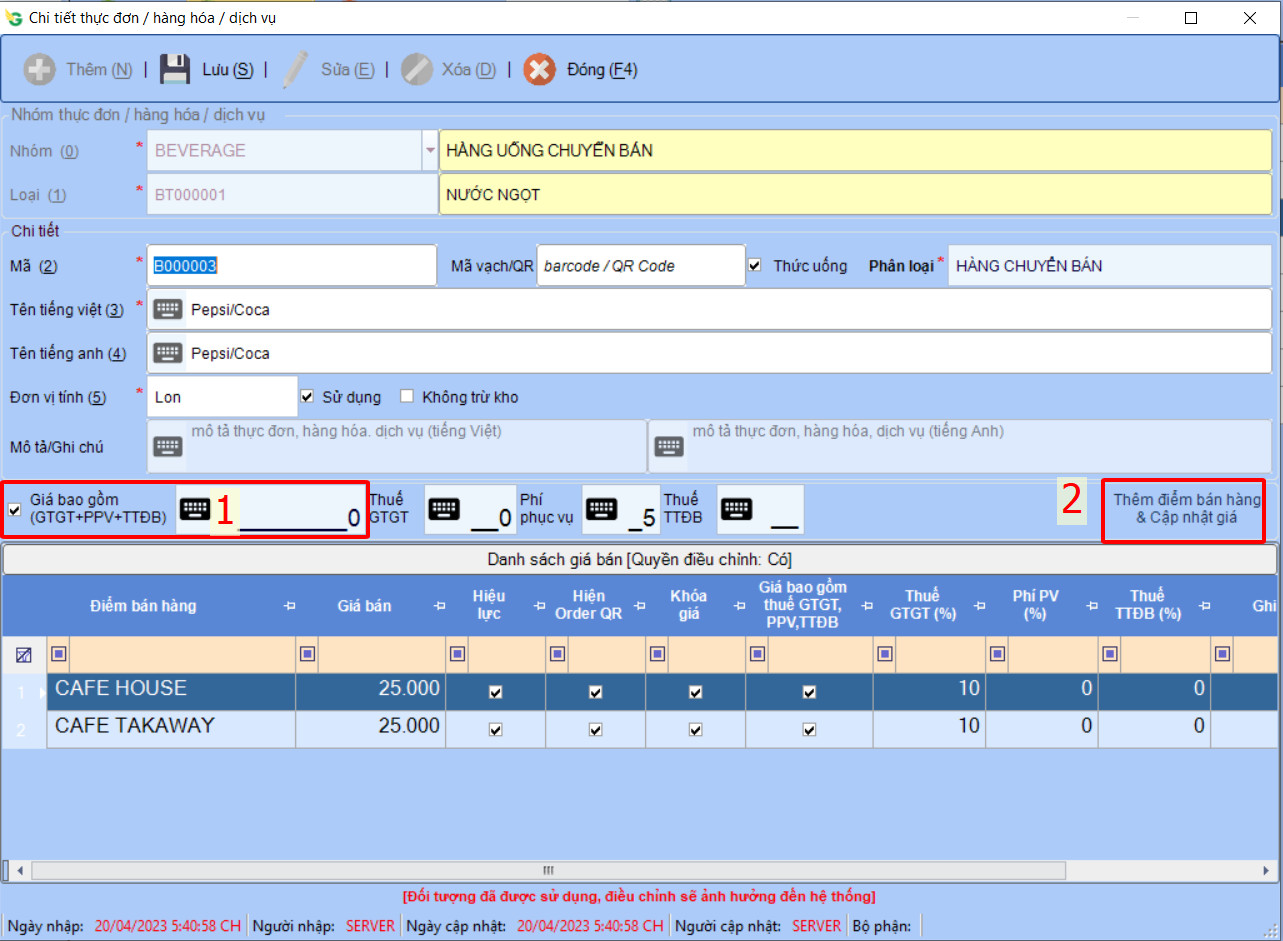 Chi tiết thực đơn / hàng hóa / dịch vụ
Thêm (N) | Lưu (S) | Sửa (E) | Xóa (D) | Đóng (F4)
Nhóm thực đơn / hàng hóa / dịch vụ
Nhóm (0) * BEVERAGE HÀNG UỐNG CHUYỂN BÁN
Loại (1) * BT000001 NƯỚC NGỌT
Chi tiết
Mã (2) * B000003 Mã vạch/QR barcode / QR Code Thức uống Phân loại * HÀNG CHUYỂN BÁN
Tên tiếng việt (3) * Pepsi/Coca
Tên tiếng anh (4) Pepsi/Coca
Đơn vị tính (5) * Lon Sử dụng Không trừ kho
Mô tả/Ghi chú mô tả thực đơn, hàng hóa. dịch vụ (tiếng Việt) mô tả thực đơn, hàng hóa, dịch vụ (tiếng Anh)
Giá bao gồm
(GTGT+PPV+TTĐB) 1 0
Thuế
GTGT 0
Phí
phục vụ 5
Thuế
TTĐB
2
Thêm điểm bán hàng
& Cập nhật giá
Danh sách giá bán [Quyền điều chỉnh: Có]
Điểm bán hàng
Giá bán
Hiệu
lực
Hiện
Order QR
Khóa
giá
Giá bao gồm
thuế GTGT,
PPV,TTĐB
Thuế
GTGT (%)
Phí PV
(%)
Thuế
TTĐB (%)
Ghi
1 CAFE HOUSE 25.000 10 0 0
2 CAFE TAKAWAY 25.000 10 0 0
[Đối tượng đã được sử dụng, điều chỉnh sẽ ảnh hưởng đến hệ thống]
Ngày nhập: 20/04/2023 5:40:58 CH Người nhập: SERVER Ngày cập nhật: 20/04/2023 5:40:58 CH Người cập nhật: SERVER Bộ phận: